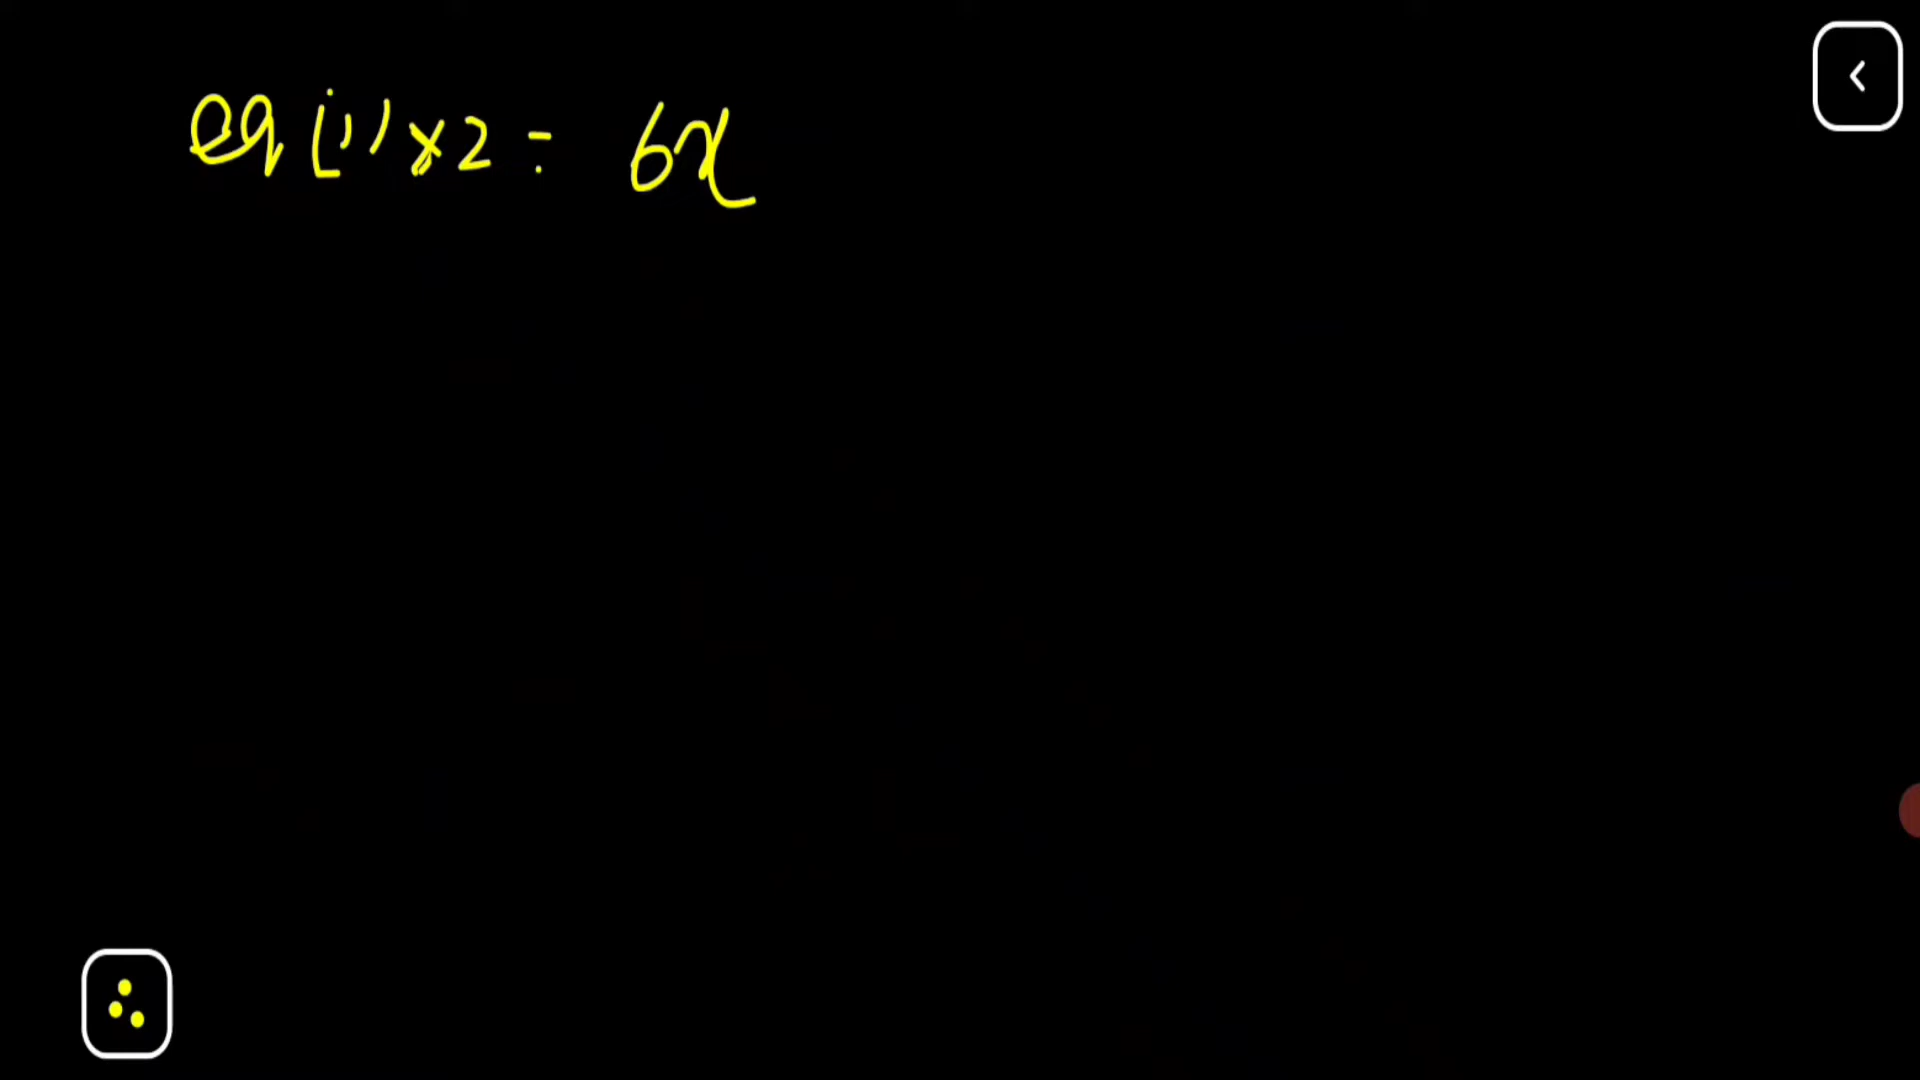 eq (i) × 2 = 6x